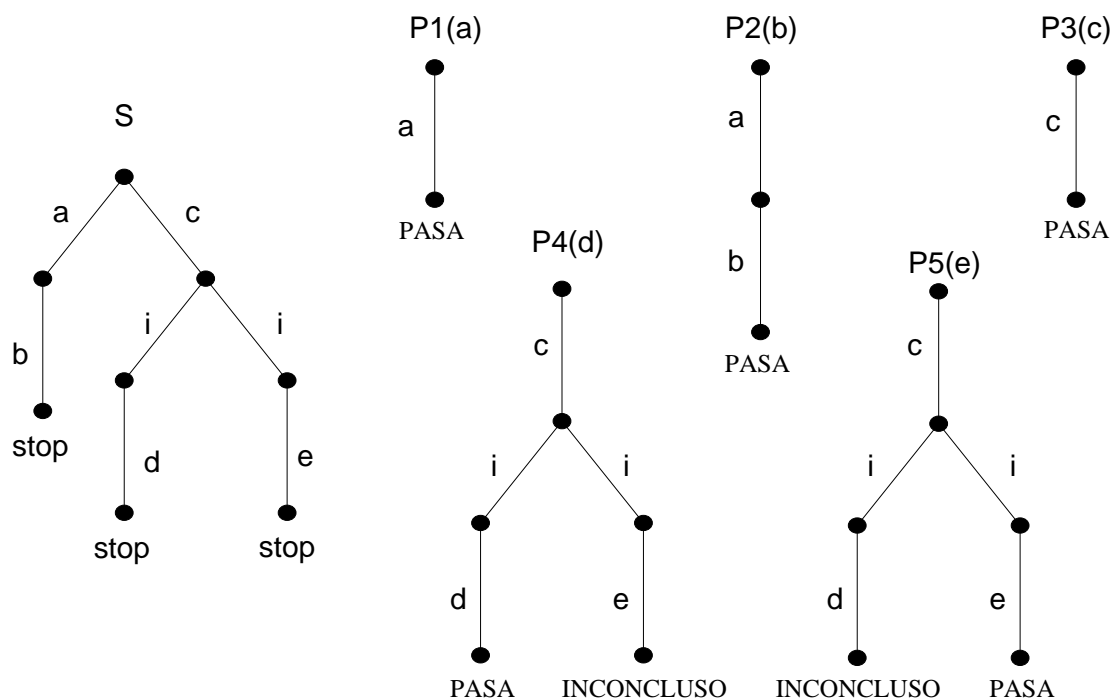 P1(a)
P2(b)
P3(c)
a
a
c
S
a
c
PASA
PASA
P4(d)
P5(e)
b
i
i
b
c
c
PASA
stop
d
e
i
i
i
i
stop
stop
d
e
d
e
PASA
INCONCLUSO
INCONCLUSO
PASA